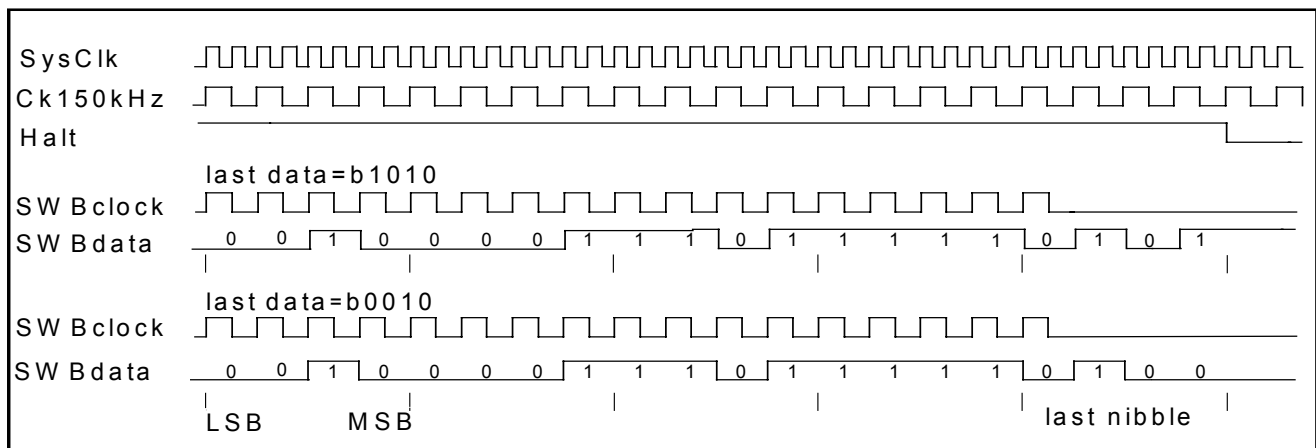 SysClk
Ck150kHz
Halt
last data=b1010
SWBclock
SWBdata 0 0 1 0 0 0 0 1 1 1 0 1 1 1 1 1 0 1 0 1
last data=b0010
SWBclock
SWBdata 0 0 1 0 0 0 0 1 1 1 0 1 1 1 1 1 0 1 0 0
LSB MSB last nibble